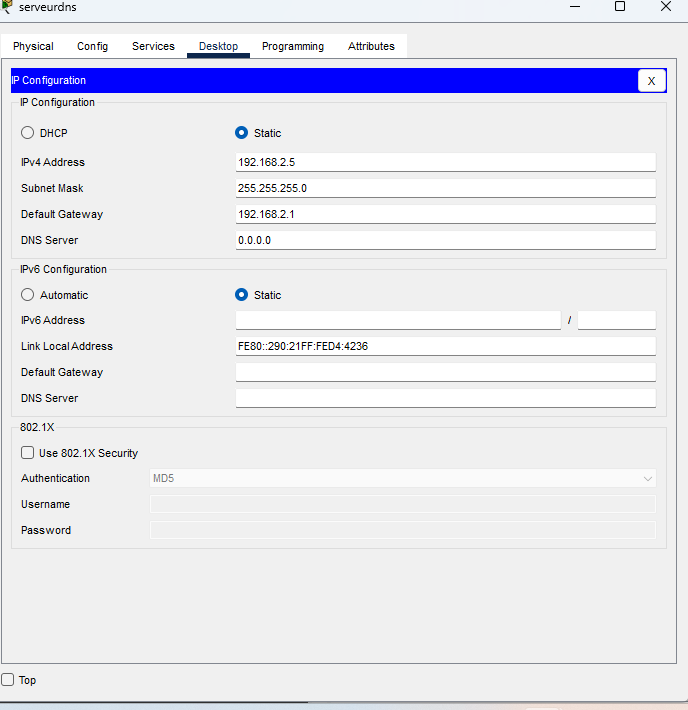 serveurdns
Physical Config Services Desktop Programming Attributes
IP Configuration X
IP Configuration
DHCP Static
IPv4 Address 192.168.2.5
Subnet Mask 255.255.255.0
Default Gateway 192.168.2.1
DNS Server 0.0.0.0
IPv6 Configuration
Automatic Static
IPv6 Address /
Link Local Address FE80::290:21FF:FED4:4236
Default Gateway
DNS Server
802.1X
Use 802.1X Security
Authentication MD5
Username
Password
Top